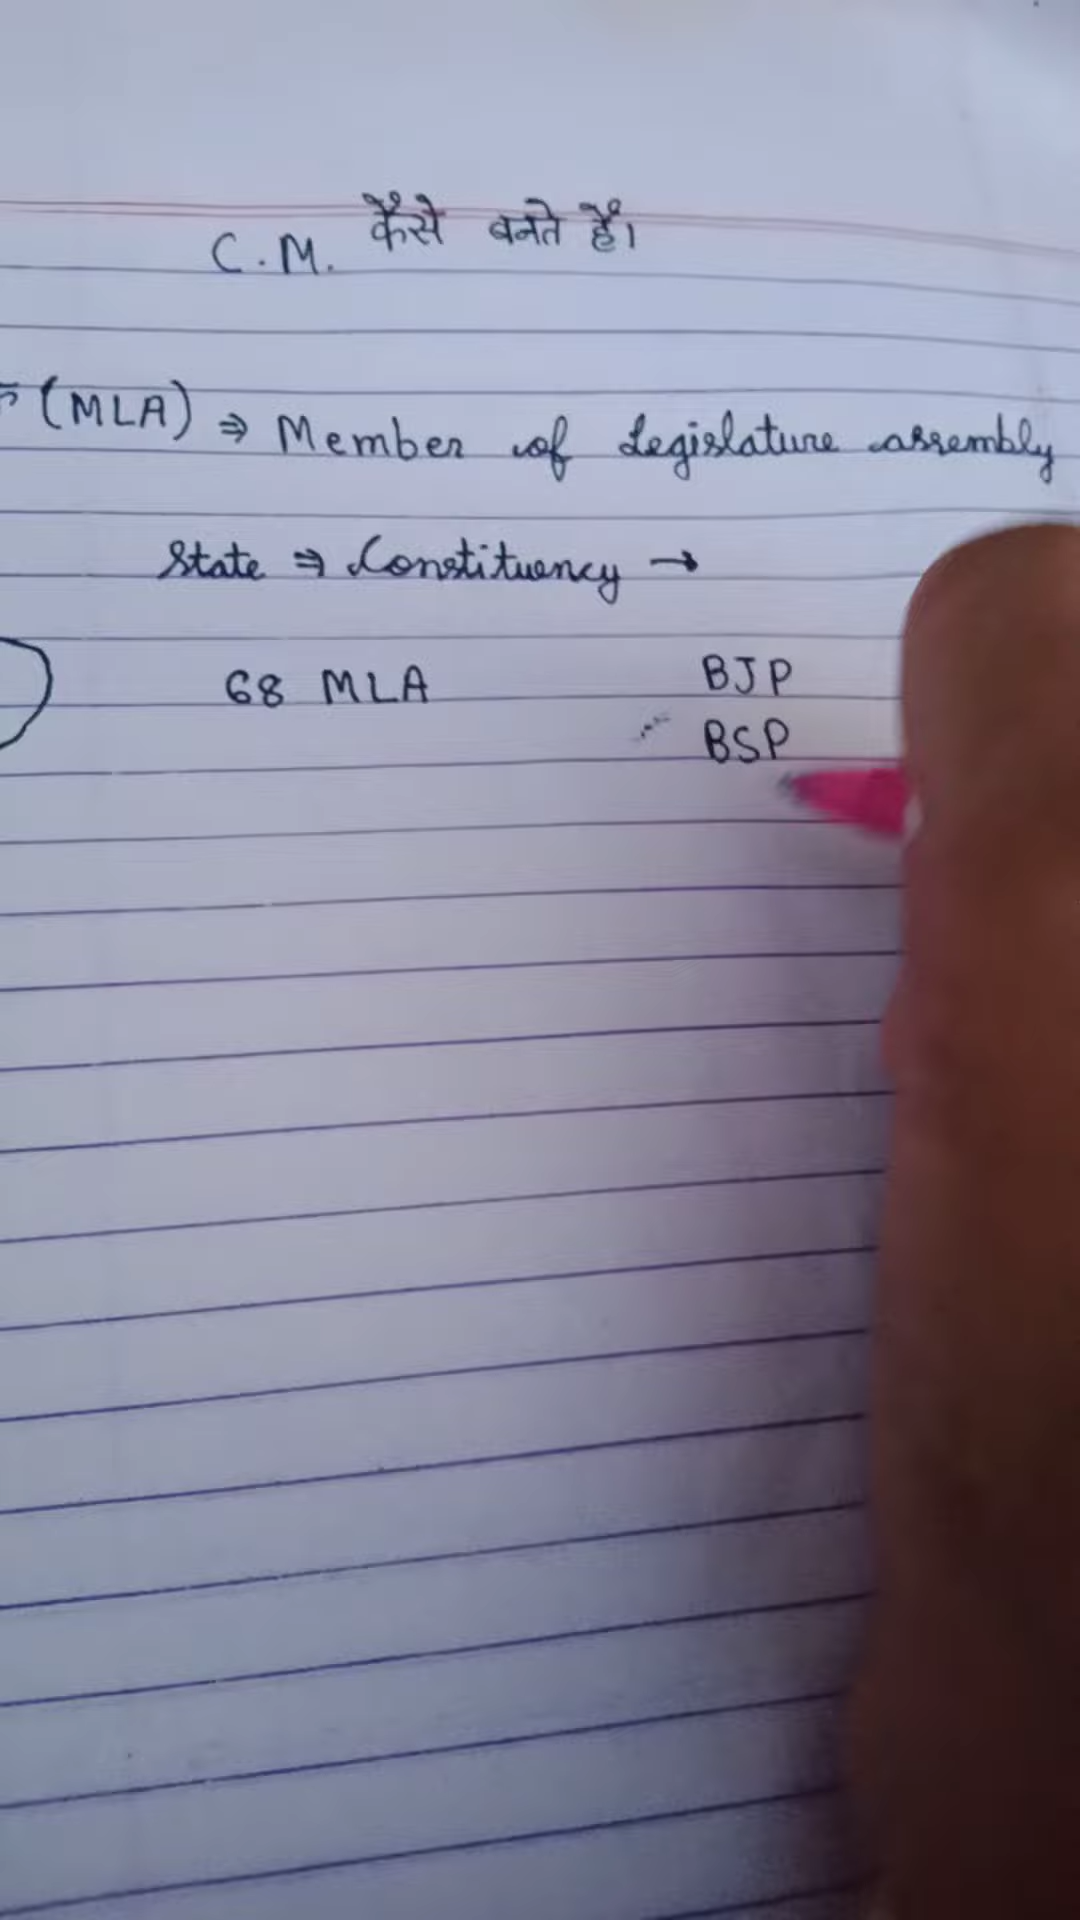 C.M. कैसे बनते हैं।
(MLA) ⇒ Member of Legislature assembly
State ⇒ Constituency →
68 MLA BJP
BSP